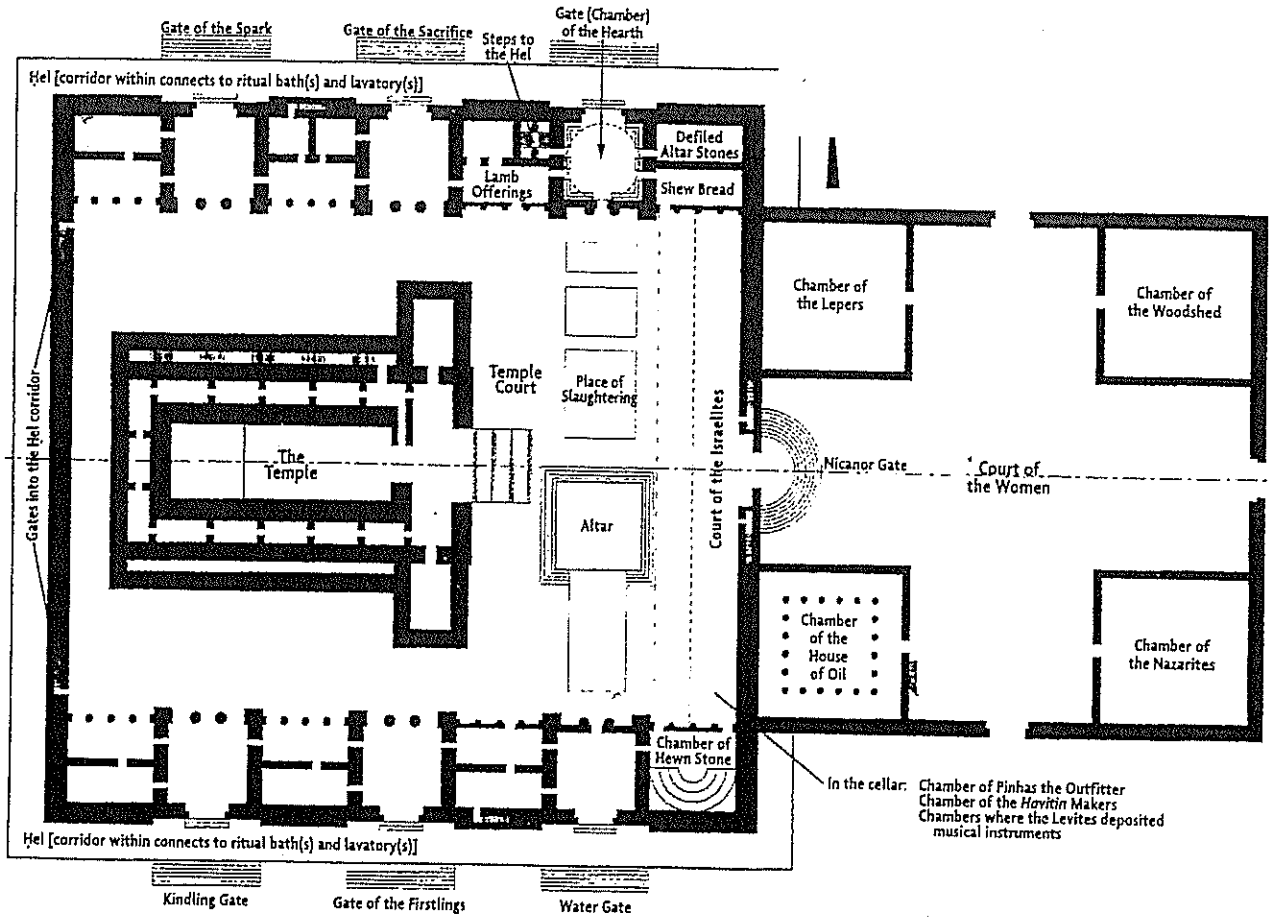 Gate of the Spark
Gate of the Sacrifice
Steps to
the Hel
Gate (Chamber)
of the Hearth
Ḥel [corridor within connects to ritual bath(s) and lavatory(s)]
Defiled
Altar Stones
Lamb
Offerings
Shew Bread
Chamber of
the Lepers
Chamber of
the Woodshed
Temple
Court
Place of
Slaughtering
Gates into the Hel corridor
The
Temple
Court of the Israelites
Nicanor Gate
Court of
the Women
Altar
Chamber
of the
House
of Oil
Chamber of
the Nazarites
Chamber of
Hewn Stone
In the cellar: Chamber of Pinhas the Outfitter
Chamber of the Havitin Makers
Chambers where the Levites deposited
musical instruments
Ḥel [corridor within connects to ritual bath(s) and lavatory(s)]
Kindling Gate
Gate of the Firstlings
Water Gate